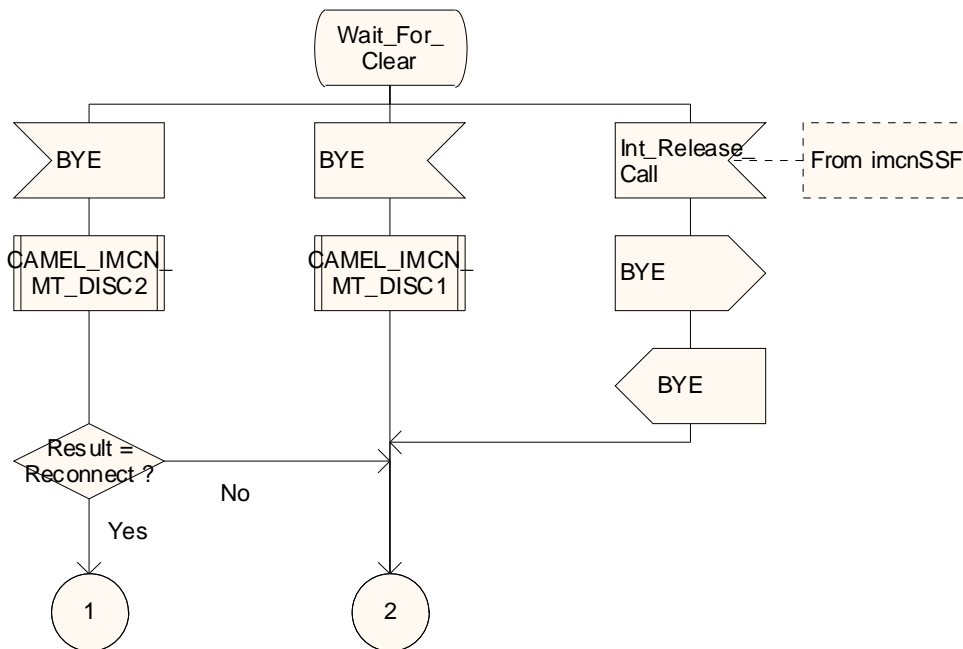 Wait_For_
Clear
BYE
BYE
Int_Release_
Call
From imcnSSF
CAMEL_IMCN_
MT_DISC2
CAMEL_IMCN_
MT_DISC1
BYE
BYE
Result =
Reconnect ?
No
Yes
1
2